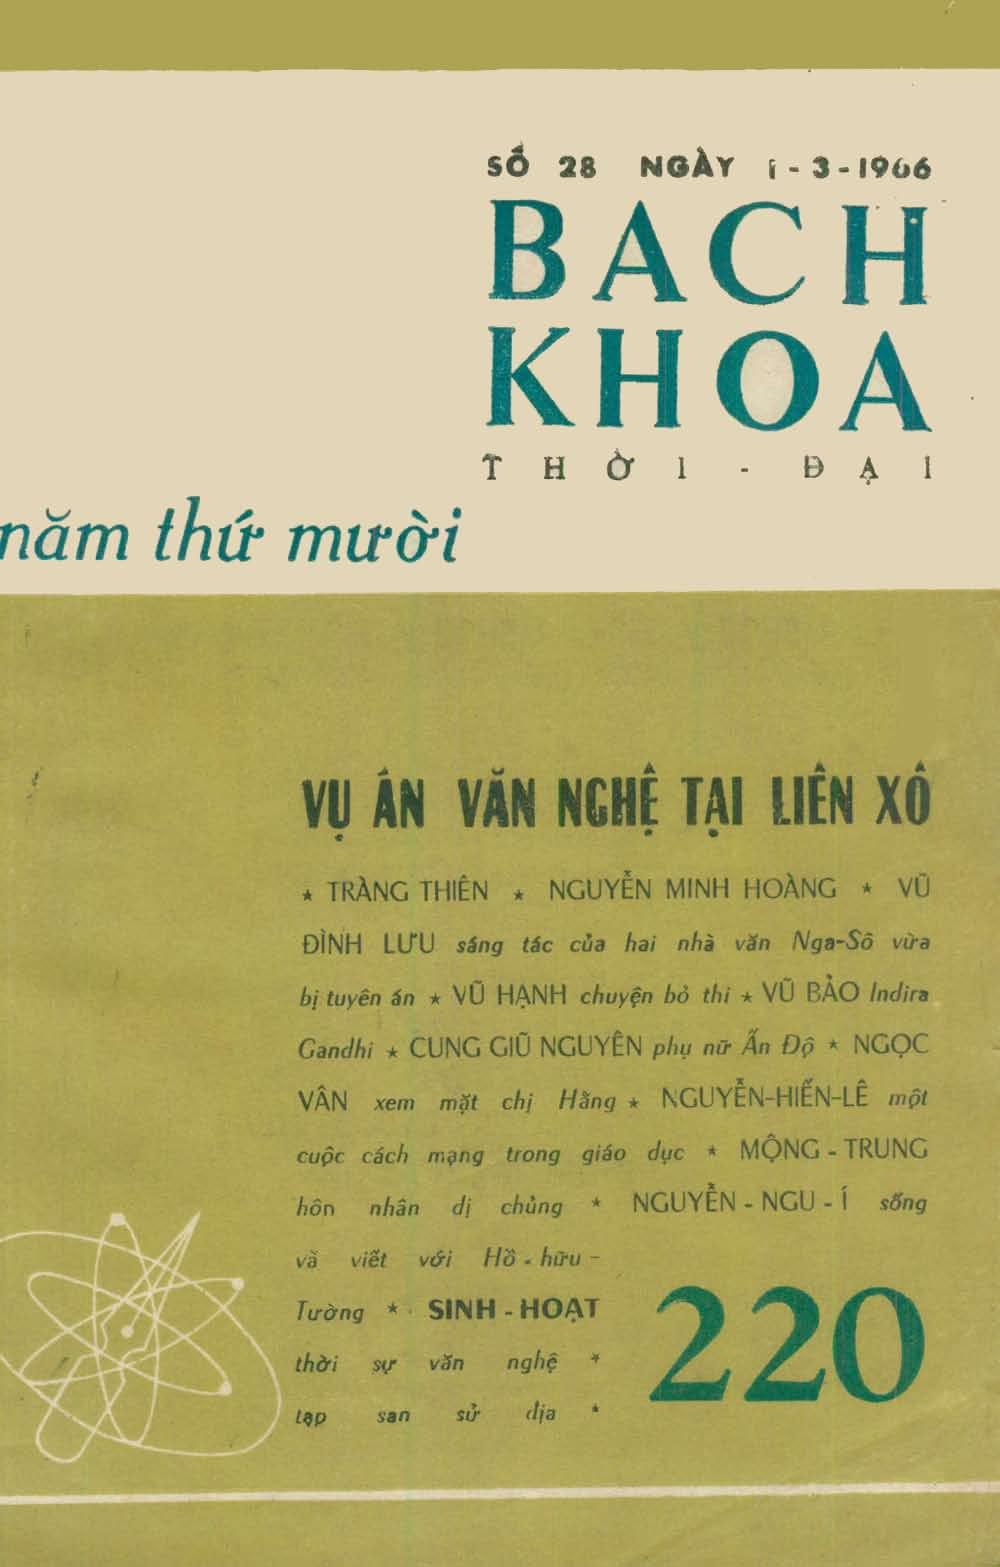 SỐ 28 NGÀY 1-3-1966
BACH
KHOA
THỜI-ĐẠI
năm thứ mười
VỤ ÁN VĂN NGHỆ TẠI LIÊN XÔ
★ TRÀNG THIÊN ★ NGUYỄN MINH HOÀNG ★ VŨ
ĐÌNH LƯU sáng tác của hai nhà văn Nga-Sô vừa
bị tuyên án ★ VŨ HẠNH chuyện bỏ thi ★ VŨ BẢO Indira
Gandhi ★ CUNG GIŨ NGUYÊN phụ nữ Ấn Độ ★ NGỌC
VÂN xem mặt chị Hằng ★ NGUYỄN-HIẾN-LÊ một
cuộc cách mạng trong giáo dục ★ MỘNG-TRUNG
hôn nhân dị chủng ★ NGUYỄN-NGU-Í sống
và viết với Hồ-hữu-
Tường ★ SINH-HOẠT
thời sự văn nghệ ★
tạp san sử địa ★
220